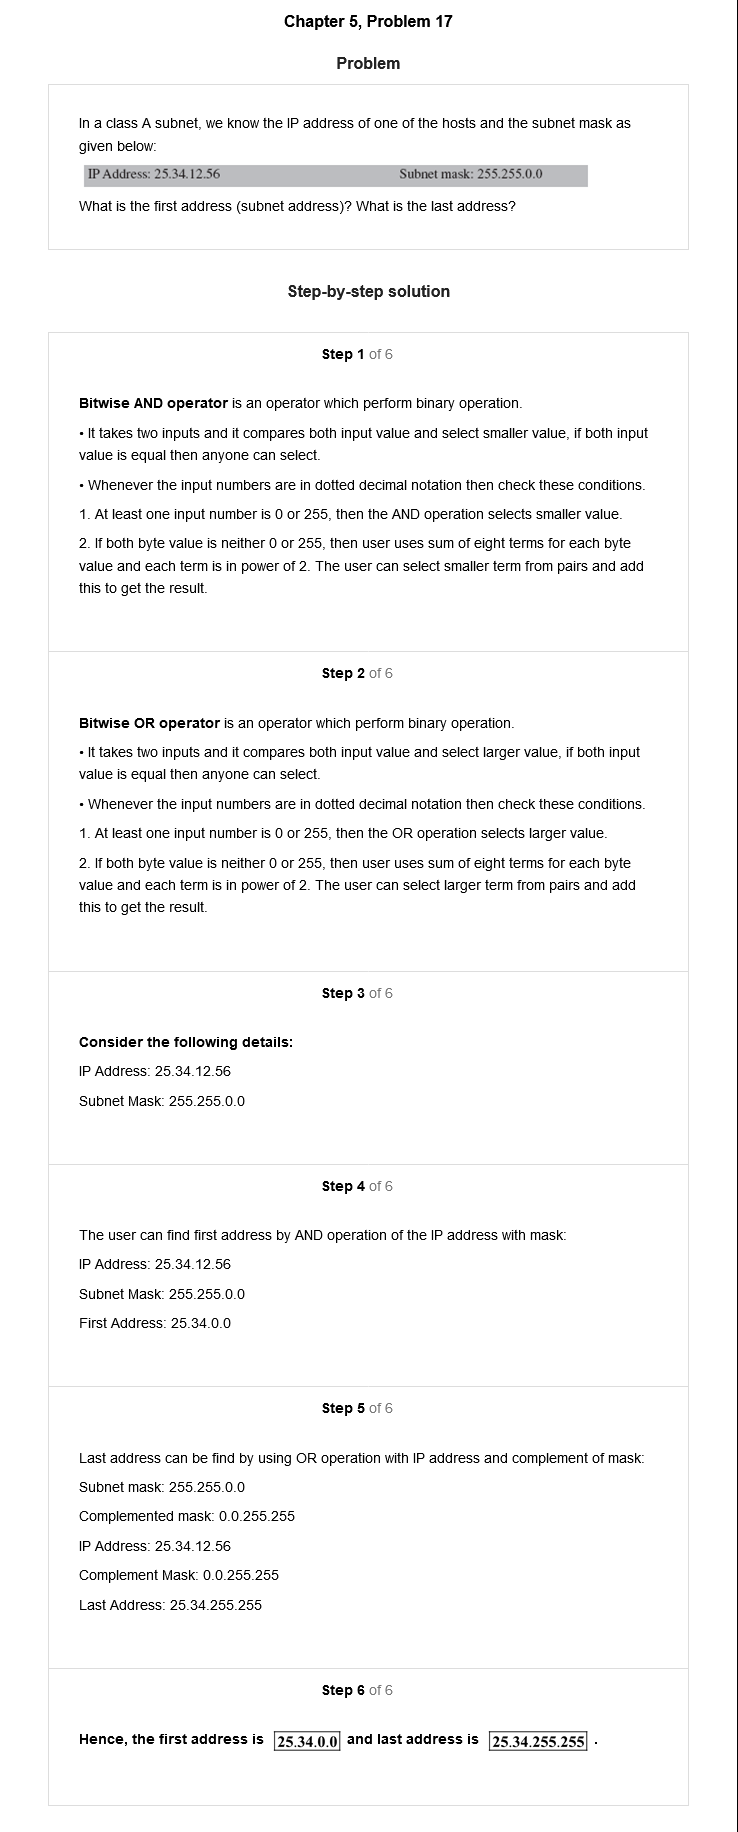 Chapter 5, Problem 17
Problem
In a class A subnet, we know the IP address of one of the hosts and the subnet mask as
given below:
IP Address: 25.34.12.56 Subnet mask: 255.255.0.0
What is the first address (subnet address)? What is the last address?
Step-by-step solution
Step 1 of 6
Bitwise AND operator is an operator which perform binary operation.
• It takes two inputs and it compares both input value and select smaller value, if both input
value is equal then anyone can select.
• Whenever the input numbers are in dotted decimal notation then check these conditions.
1. At least one input number is 0 or 255, then the AND operation selects smaller value.
2. If both byte value is neither 0 or 255, then user uses sum of eight terms for each byte
value and each term is in power of 2. The user can select smaller term from pairs and add
this to get the result.
Step 2 of 6
Bitwise OR operator is an operator which perform binary operation.
• It takes two inputs and it compares both input value and select larger value, if both input
value is equal then anyone can select.
• Whenever the input numbers are in dotted decimal notation then check these conditions.
1. At least one input number is 0 or 255, then the OR operation selects larger value.
2. If both byte value is neither 0 or 255, then user uses sum of eight terms for each byte
value and each term is in power of 2. The user can select larger term from pairs and add
this to get the result.
Step 3 of 6
Consider the following details:
IP Address: 25.34.12.56
Subnet Mask: 255.255.0.0
Step 4 of 6
The user can find first address by AND operation of the IP address with mask:
IP Address: 25.34.12.56
Subnet Mask: 255.255.0.0
First Address: 25.34.0.0
Step 5 of 6
Last address can be find by using OR operation with IP address and complement of mask:
Subnet mask: 255.255.0.0
Complemented mask: 0.0.255.255
IP Address: 25.34.12.56
Complement Mask: 0.0.255.255
Last Address: 25.34.255.255
Step 6 of 6
Hence, the first address is 25.34.0.0 and last address is 25.34.255.255 .